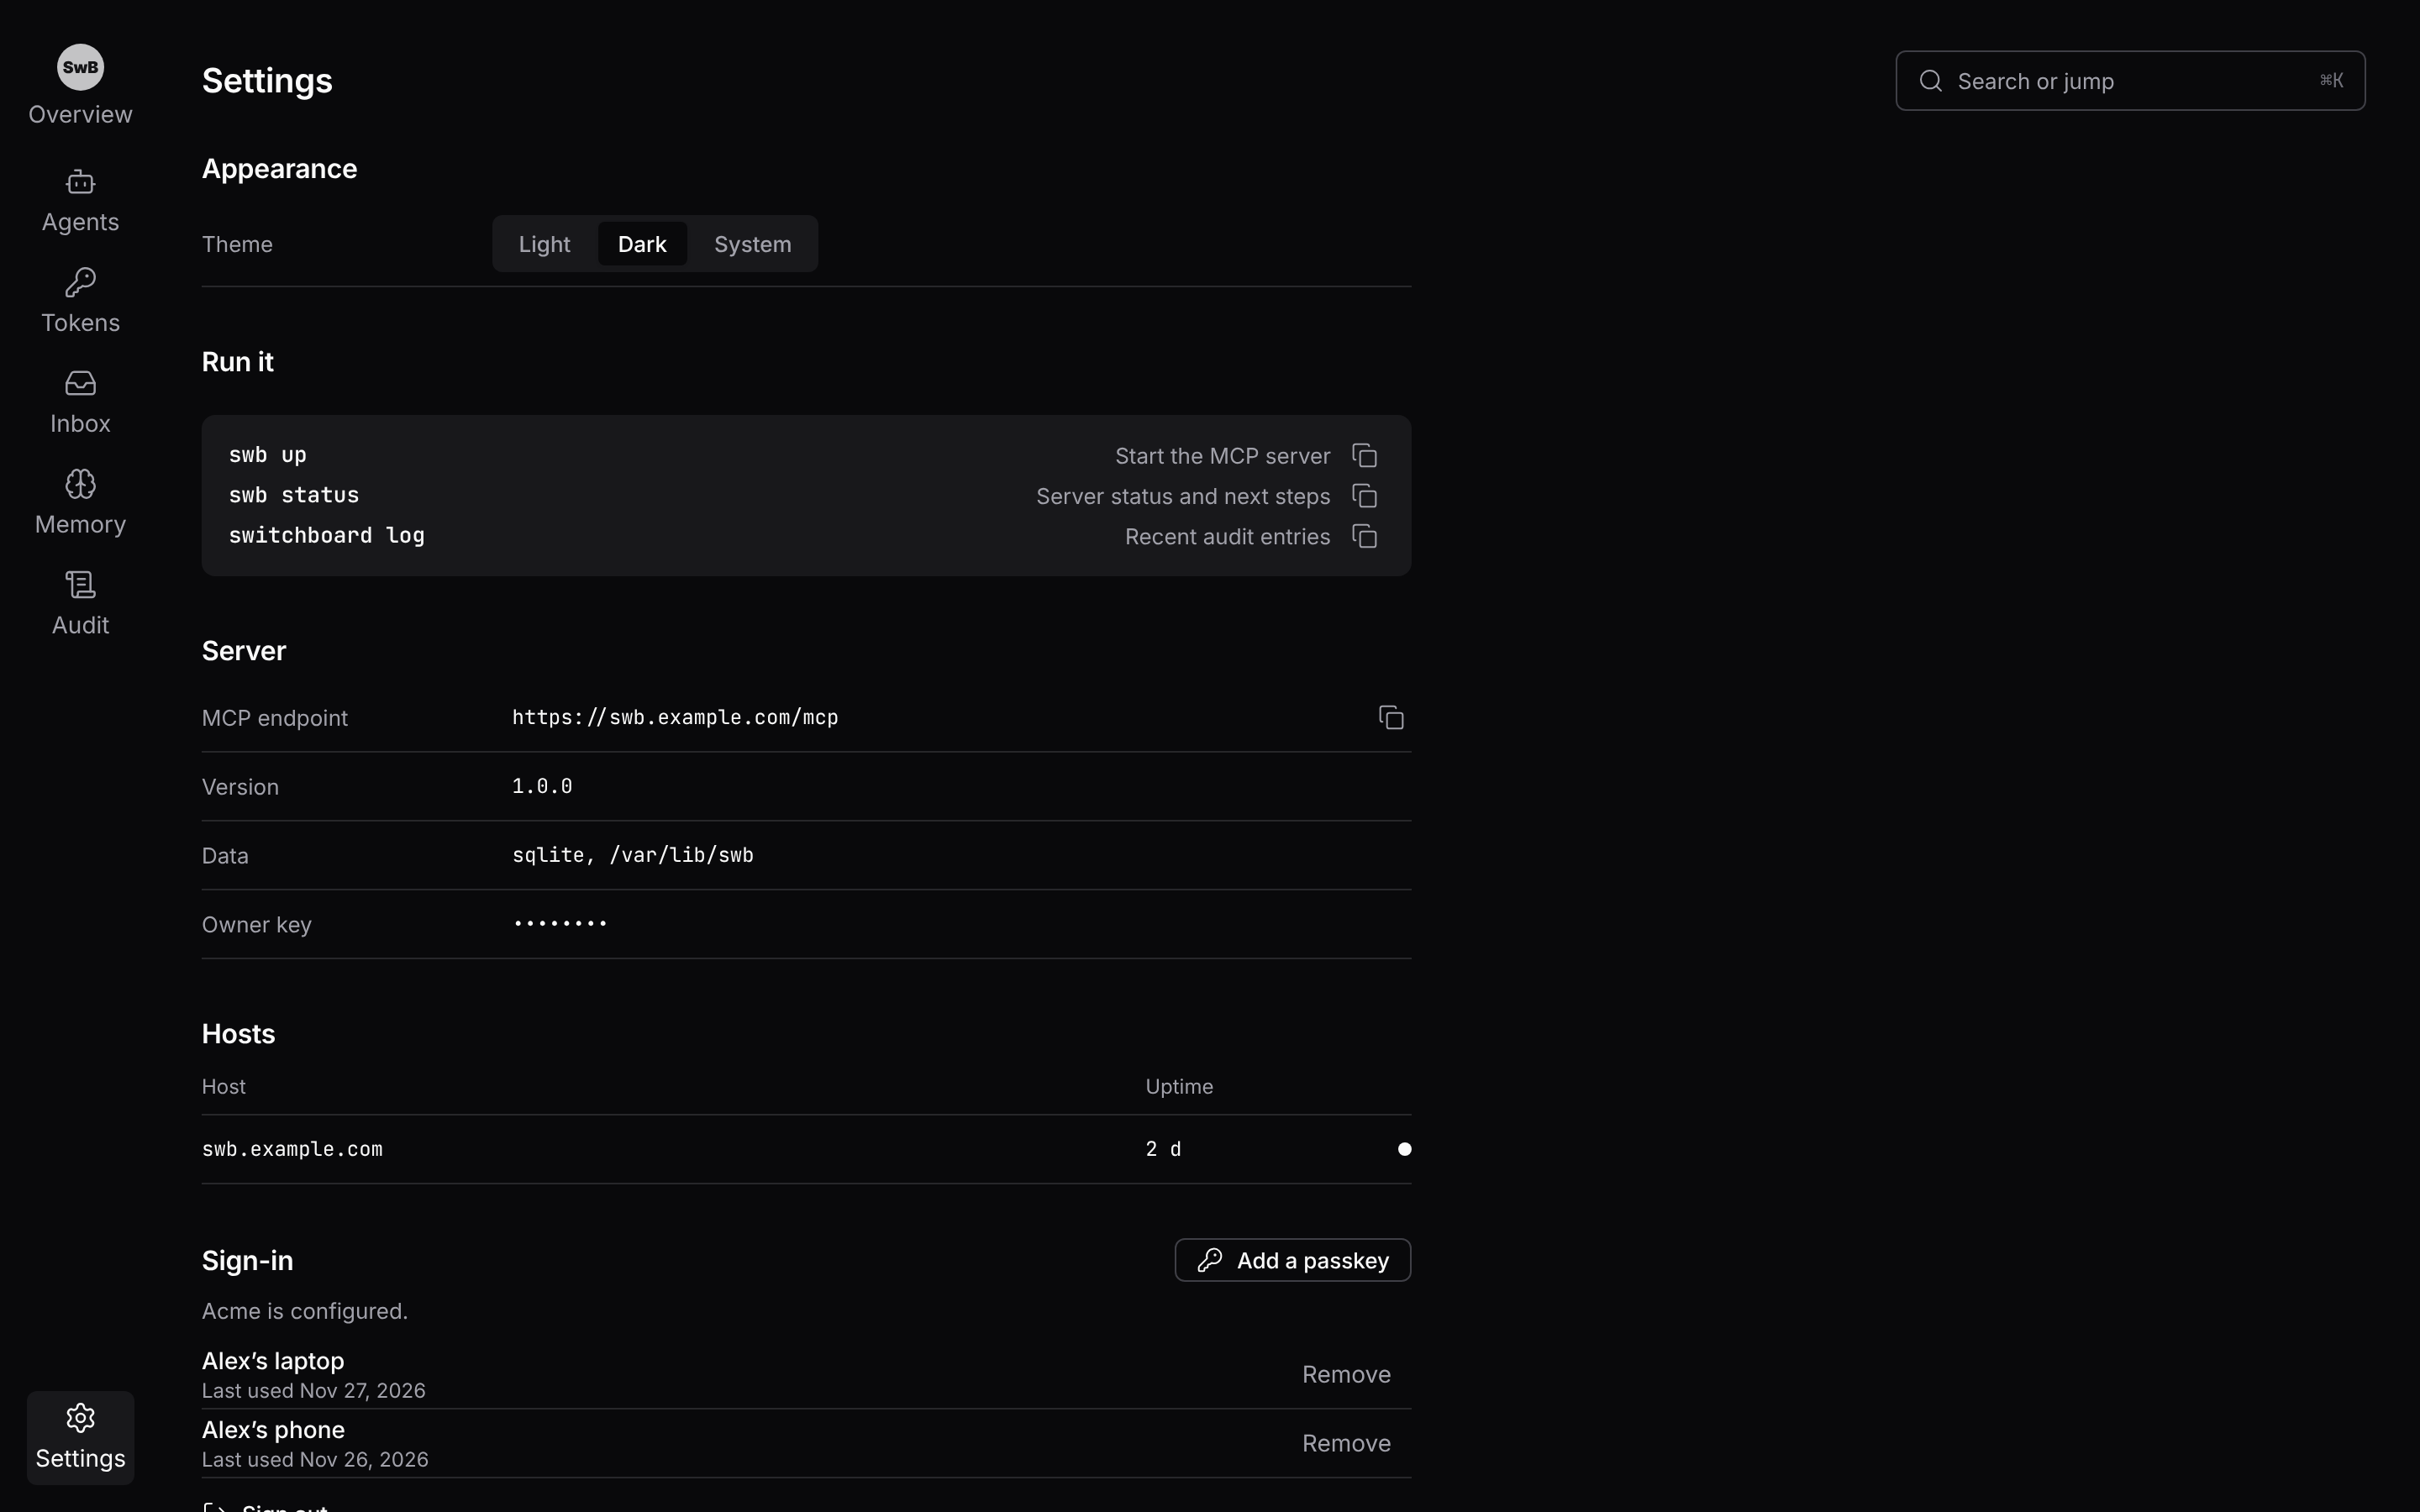 SwB
Overview
Agents
Tokens
Inbox
Memory
Audit
Settings
Settings
Search or jump ⌘K
Appearance
Theme Light Dark System
Run it
swb up Start the MCP server
swb status Server status and next steps
switchboard log Recent audit entries
Server
MCP endpoint https://swb.example.com/mcp
Version 1.0.0
Data sqlite, /var/lib/swb
Owner key ••••••••
Hosts
Host Uptime
swb.example.com 2 d
Sign-in Add a passkey
Acme is configured.
Alex’s laptop
Last used Nov 27, 2026 Remove
Alex’s phone
Last used Nov 26, 2026 Remove
Sign out